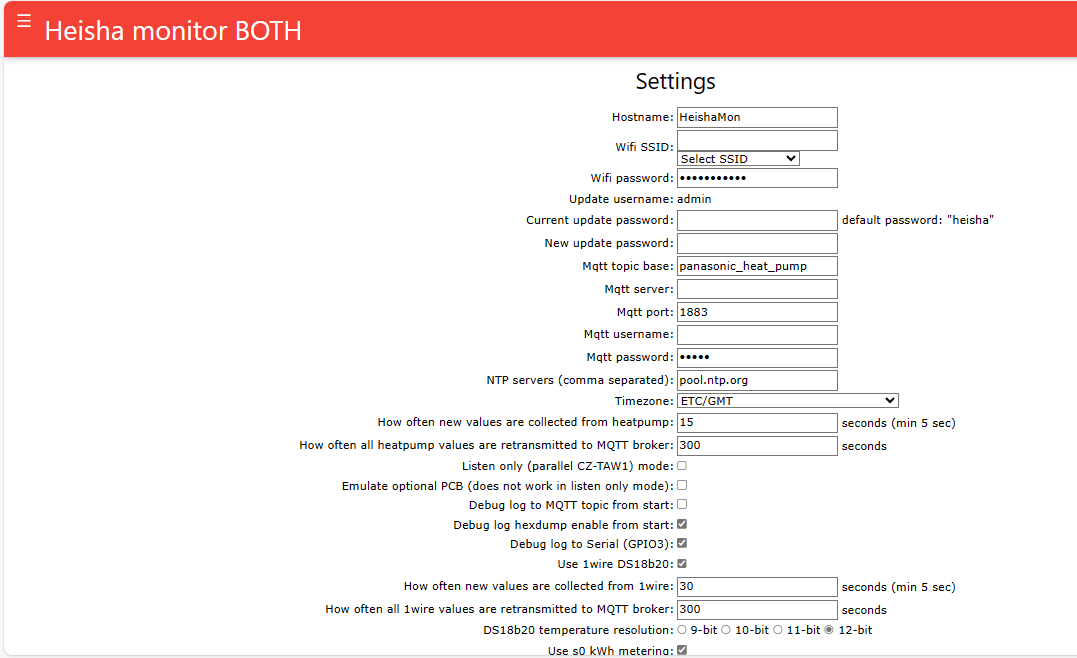 ☰ Heisha monitor BOTH
Settings
Hostname: HeishaMon
Wifi SSID:
Select SSID
Wifi password: •••••••••••
Update username: admin
Current update password: default password: "heisha"
New update password:
Mqtt topic base: panasonic_heat_pump
Mqtt server:
Mqtt port: 1883
Mqtt username:
Mqtt password: •••••
NTP servers (comma separated): pool.ntp.org
Timezone: ETC/GMT
How often new values are collected from heatpump: 15 seconds (min 5 sec)
How often all heatpump values are retransmitted to MQTT broker: 300 seconds
Listen only (parallel CZ-TAW1) mode:
Emulate optional PCB (does not work in listen only mode):
Debug log to MQTT topic from start:
Debug log hexdump enable from start:
Debug log to Serial (GPIO3):
Use 1wire DS18b20:
How often new values are collected from 1wire: 30 seconds (min 5 sec)
How often all 1wire values are retransmitted to MQTT broker: 300 seconds
DS18b20 temperature resolution: 9-bit 10-bit 11-bit 12-bit
Use s0 kWh metering: